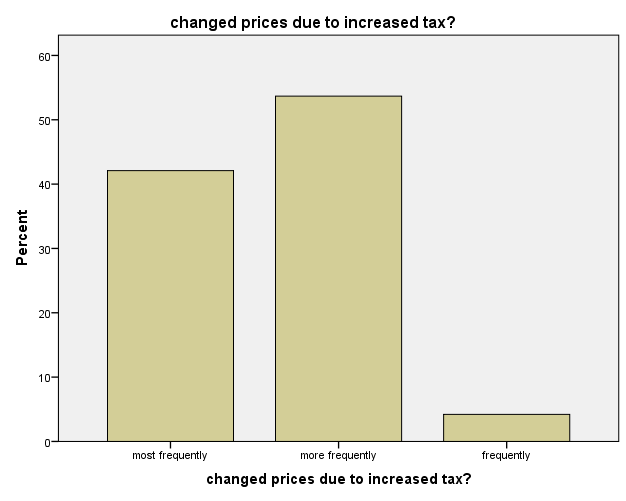 changed prices due to increased tax?
60
50
40
30
20
10
0
Percent
most frequently
more frequently
frequently
changed prices due to increased tax?